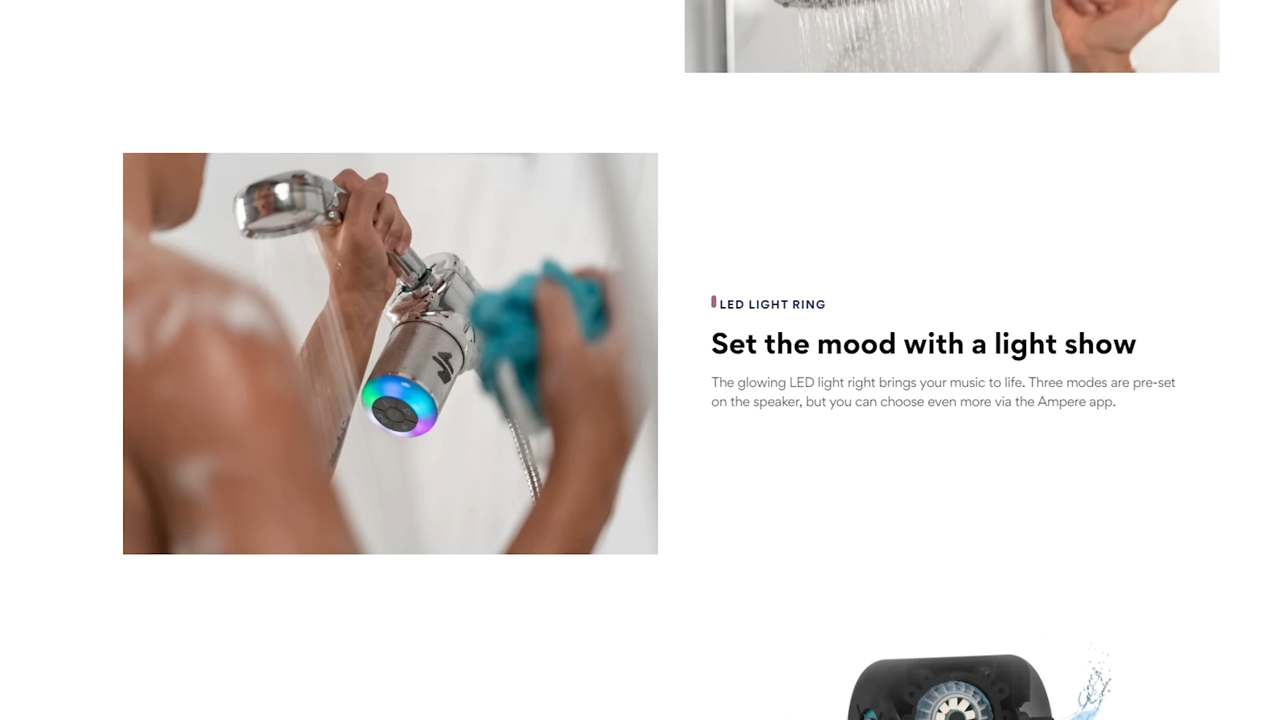 LED LIGHT RING
Set the mood with a light show
The glowing LED light right brings your music to life. Three modes are pre-set
on the speaker, but you can choose even more via the Ampere app.